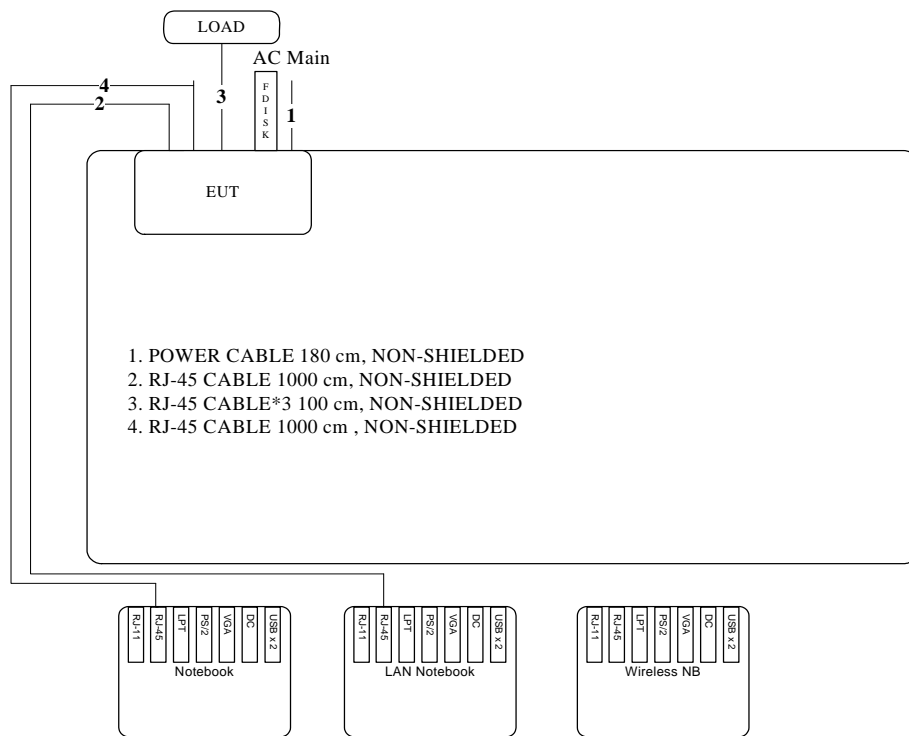 LOAD
AC Main
4
2
3
FDISK
1
EUT
1. POWER CABLE 180 cm, NON-SHIELDED
2. RJ-45 CABLE 1000 cm, NON-SHIELDED
3. RJ-45 CABLE*3 100 cm, NON-SHIELDED
4. RJ-45 CABLE 1000 cm , NON-SHIELDED
RJ-11 RJ-45 LPT PS/2 VGA DC USB x 2
Notebook
RJ-11 RJ-45 LPT PS/2 VGA DC USB x 2
LAN Notebook
RJ-11 RJ-45 LPT PS/2 VGA DC USB x 2
Wireless NB